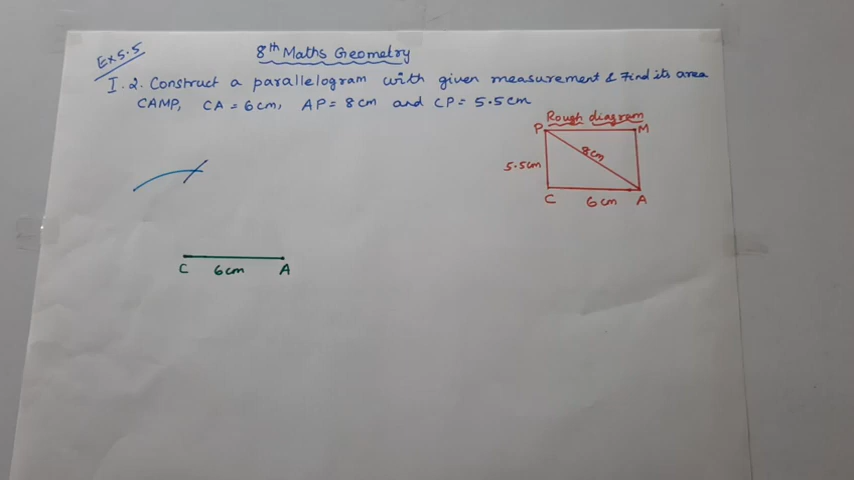 Ex 5.5
8th Maths Geometry
I. 2. Construct a parallelogram with given measurement & Find its area
CAMP, CA = 6cm, AP = 8cm and CP = 5.5cm
Rough diagram
P M
8cm
5.5cm
C 6cm A
C 6cm A